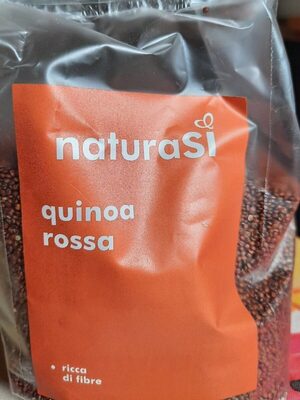 naturaSì
quinoa
rossa
• ricca
di fibre